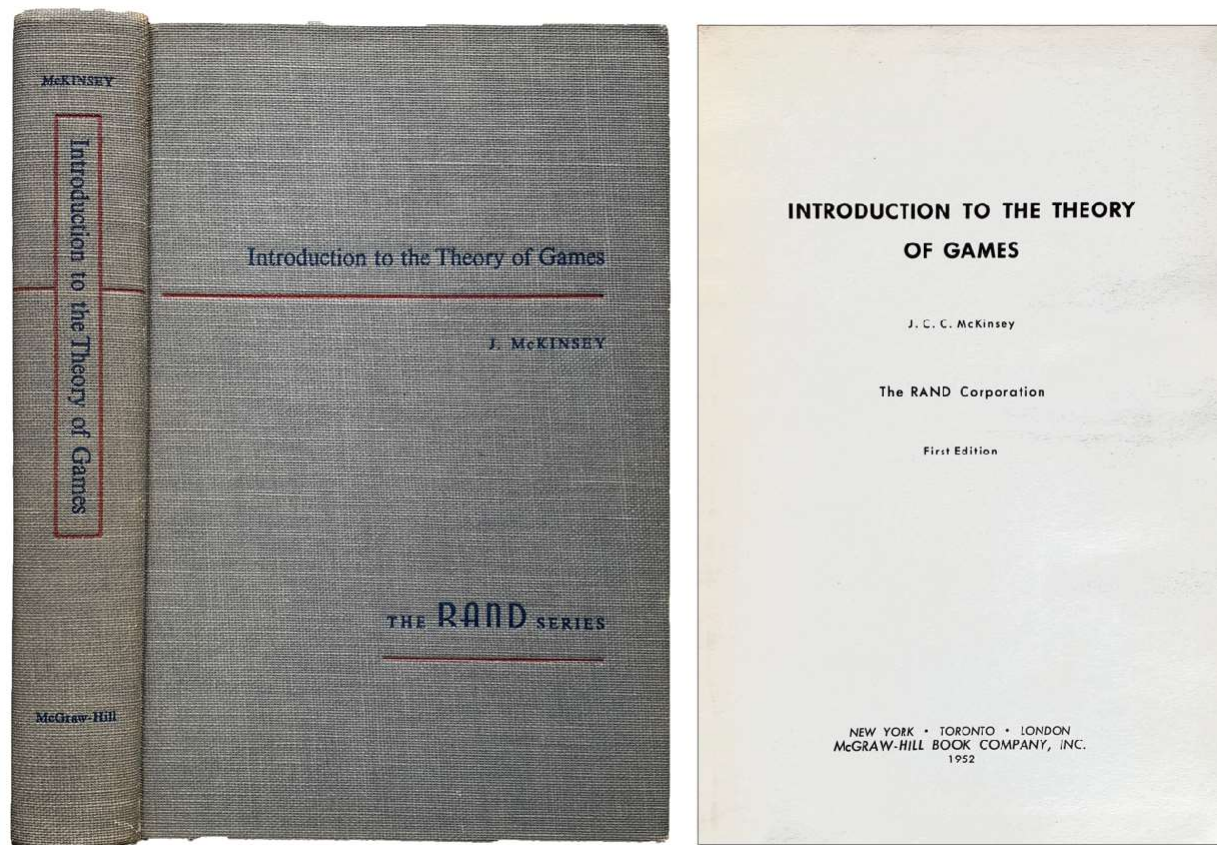 McKINSEY
Introduction to the Theory of Games
McGraw-Hill
Introduction to the Theory of Games
J. McKINSEY
THE RAND SERIES
INTRODUCTION TO THE THEORY
OF GAMES
J. C. C. McKinsey
The RAND Corporation
First Edition
NEW YORK • TORONTO • LONDON
McGRAW-HILL BOOK COMPANY, INC.
1952